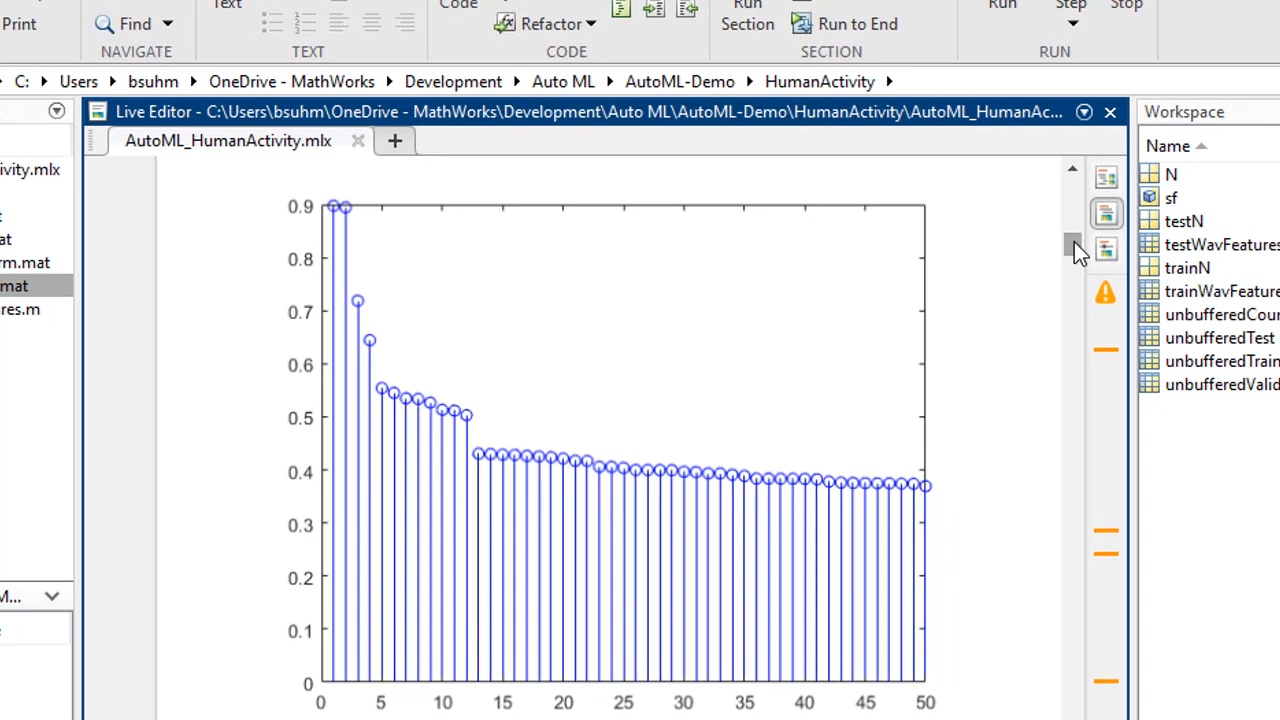 Print
Find
NAVIGATE
Text
TEXT
Code
Refactor
CODE
Run
Section
Run to End
SECTION
Run
Step
Stop
RUN
C:
Users
bsuhm
OneDrive - MathWorks
Development
Auto ML
AutoML-Demo
HumanActivity
Live Editor - C:\Users\bsuhm\OneDrive - MathWorks\Development\Auto ML\AutoML-Demo\HumanActivity\AutoML_HumanAc...
AutoML_HumanActivity.mlx
ivity.mlx
t
at
rm.mat
mat
res.m
M...
0.9
0.8
0.7
0.6
0.5
0.4
0.3
0.2
0.1
0
0 5 10 15 20 25 30 35 40 45 50
Workspace
Name
N
sf
testN
testWavFeatures
trainN
trainWavFeature
unbufferedCou
unbufferedTest
unbufferedTrain
unbufferedValid